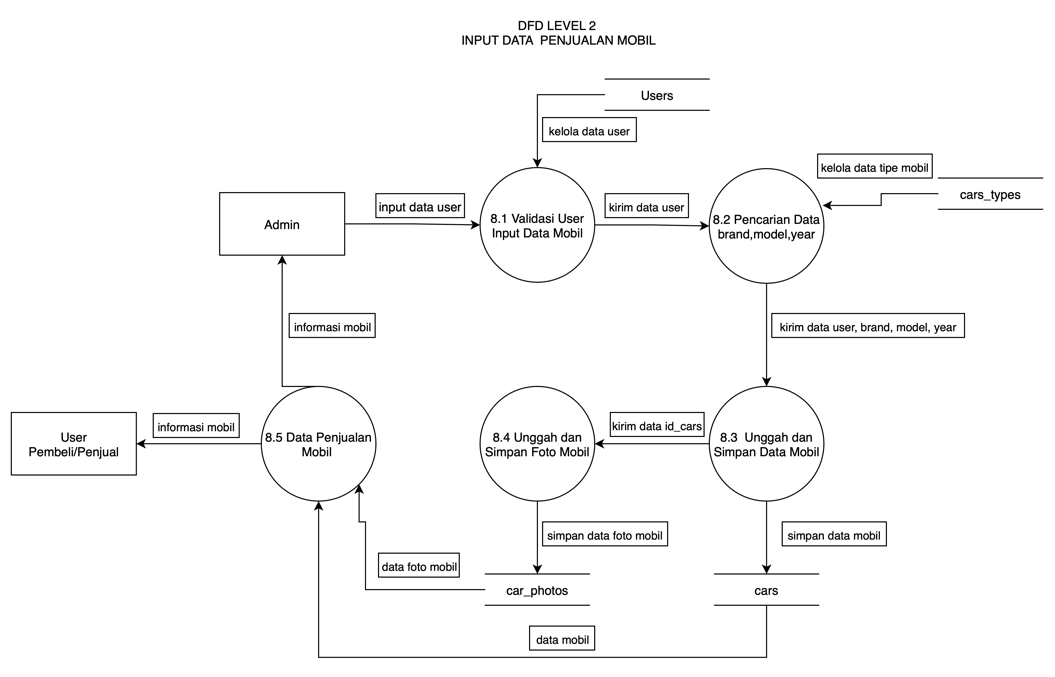 DFD LEVEL 2
INPUT DATA PENJUALAN MOBIL
Users
kelola data user
kelola data tipe mobil
cars_types
Admin
input data user
8.1 Validasi User
Input Data Mobil
kirim data user
8.2 Pencarian Data
brand,model,year
informasi mobil
kirim data user, brand, model, year
User
Pembeli/Penjual
informasi mobil
8.5 Data Penjualan
Mobil
8.4 Unggah dan
Simpan Foto Mobil
kirim data id_cars
8.3 Unggah dan
Simpan Data Mobil
simpan data foto mobil
simpan data mobil
data foto mobil
car_photos
cars
data mobil